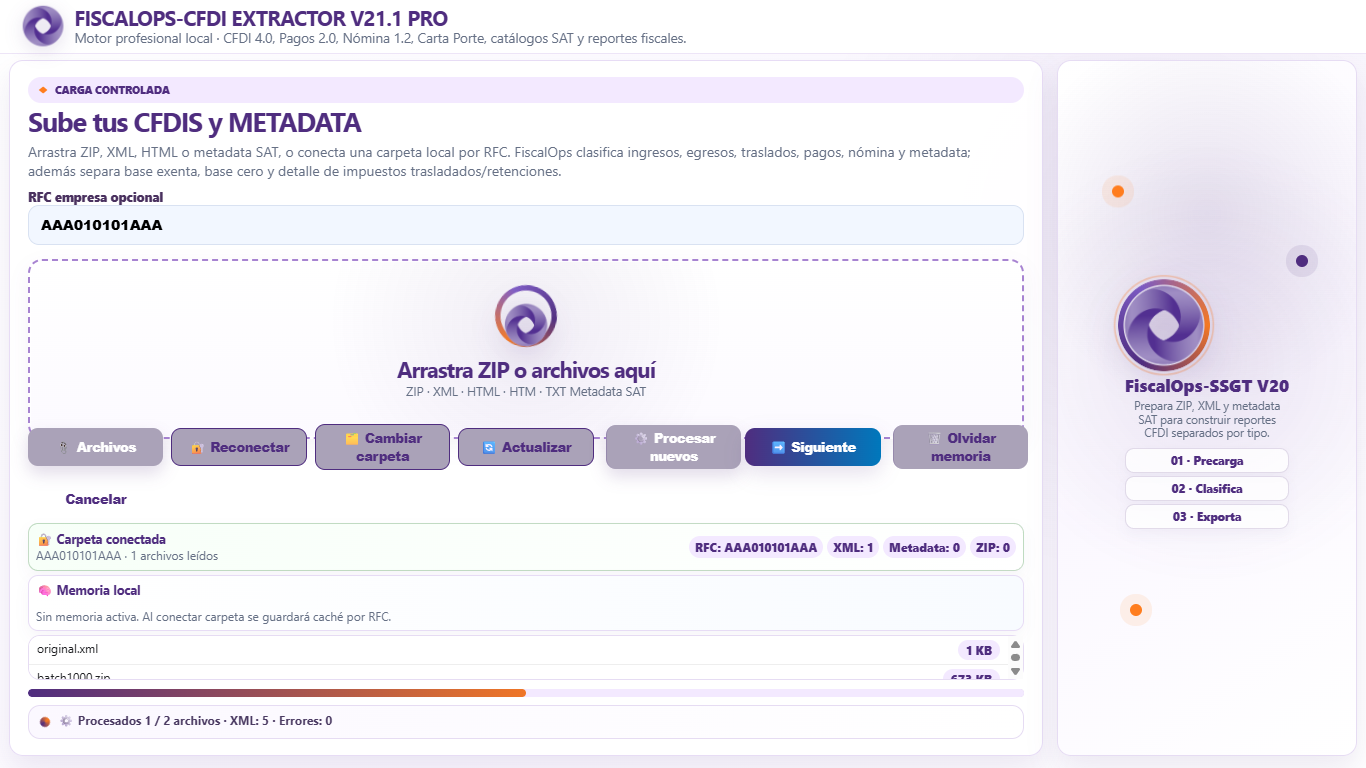 FISCALOPS-CFDI EXTRACTOR V21.1 PRO
Motor profesional local · CFDI 4.0, Pagos 2.0, Nómina 1.2, Carta Porte, catálogos SAT y reportes fiscales.
CARGA CONTROLADA
Sube tus CFDIS y METADATA
Arrastra ZIP, XML, HTML o metadata SAT, o conecta una carpeta local por RFC. FiscalOps clasifica ingresos, egresos, traslados, pagos, nómina y metadata;
además separa base exenta, base cero y detalle de impuestos trasladados/retenciones.
RFC empresa opcional
AAA010101AAA
Arrastra ZIP o archivos aquí
ZIP · XML · HTML · HTM · TXT Metadata SAT
Archivos
Reconectar
Cambiar
carpeta
Actualizar
Procesar
nuevos
Siguiente
Olvidar
memoria
Cancelar
Carpeta conectada
AAA010101AAA · 1 archivos leídos
RFC: AAA010101AAA
XML: 1
Metadata: 0
ZIP: 0
Memoria local
Sin memoria activa. Al conectar carpeta se guardará caché por RFC.
original.xml
1 KB
batch1000.zip
673 KB
Procesados 1 / 2 archivos · XML: 5 · Errores: 0
FiscalOps-SSGT V20
Prepara ZIP, XML y metadata
SAT para construir reportes
CFDI separados por tipo.
01 · Precarga
02 · Clasifica
03 · Exporta